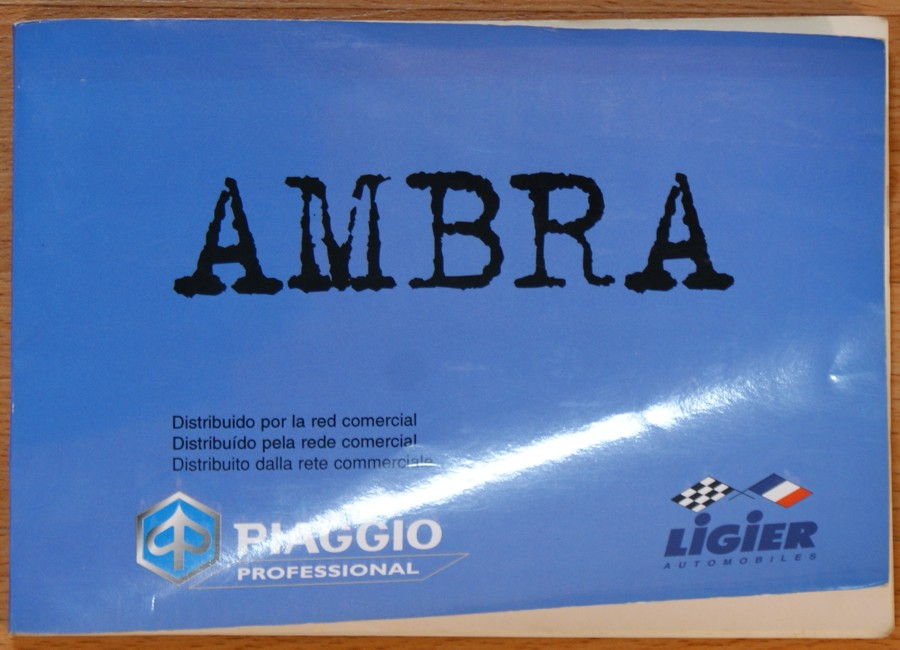 AMBRA
Distribuido por la red comercial
Distribuído pela rede comercial
Distribuito dalla rete commerciale
PIAGGIO
PROFESSIONAL
LiGiER
AUTOMOBILES